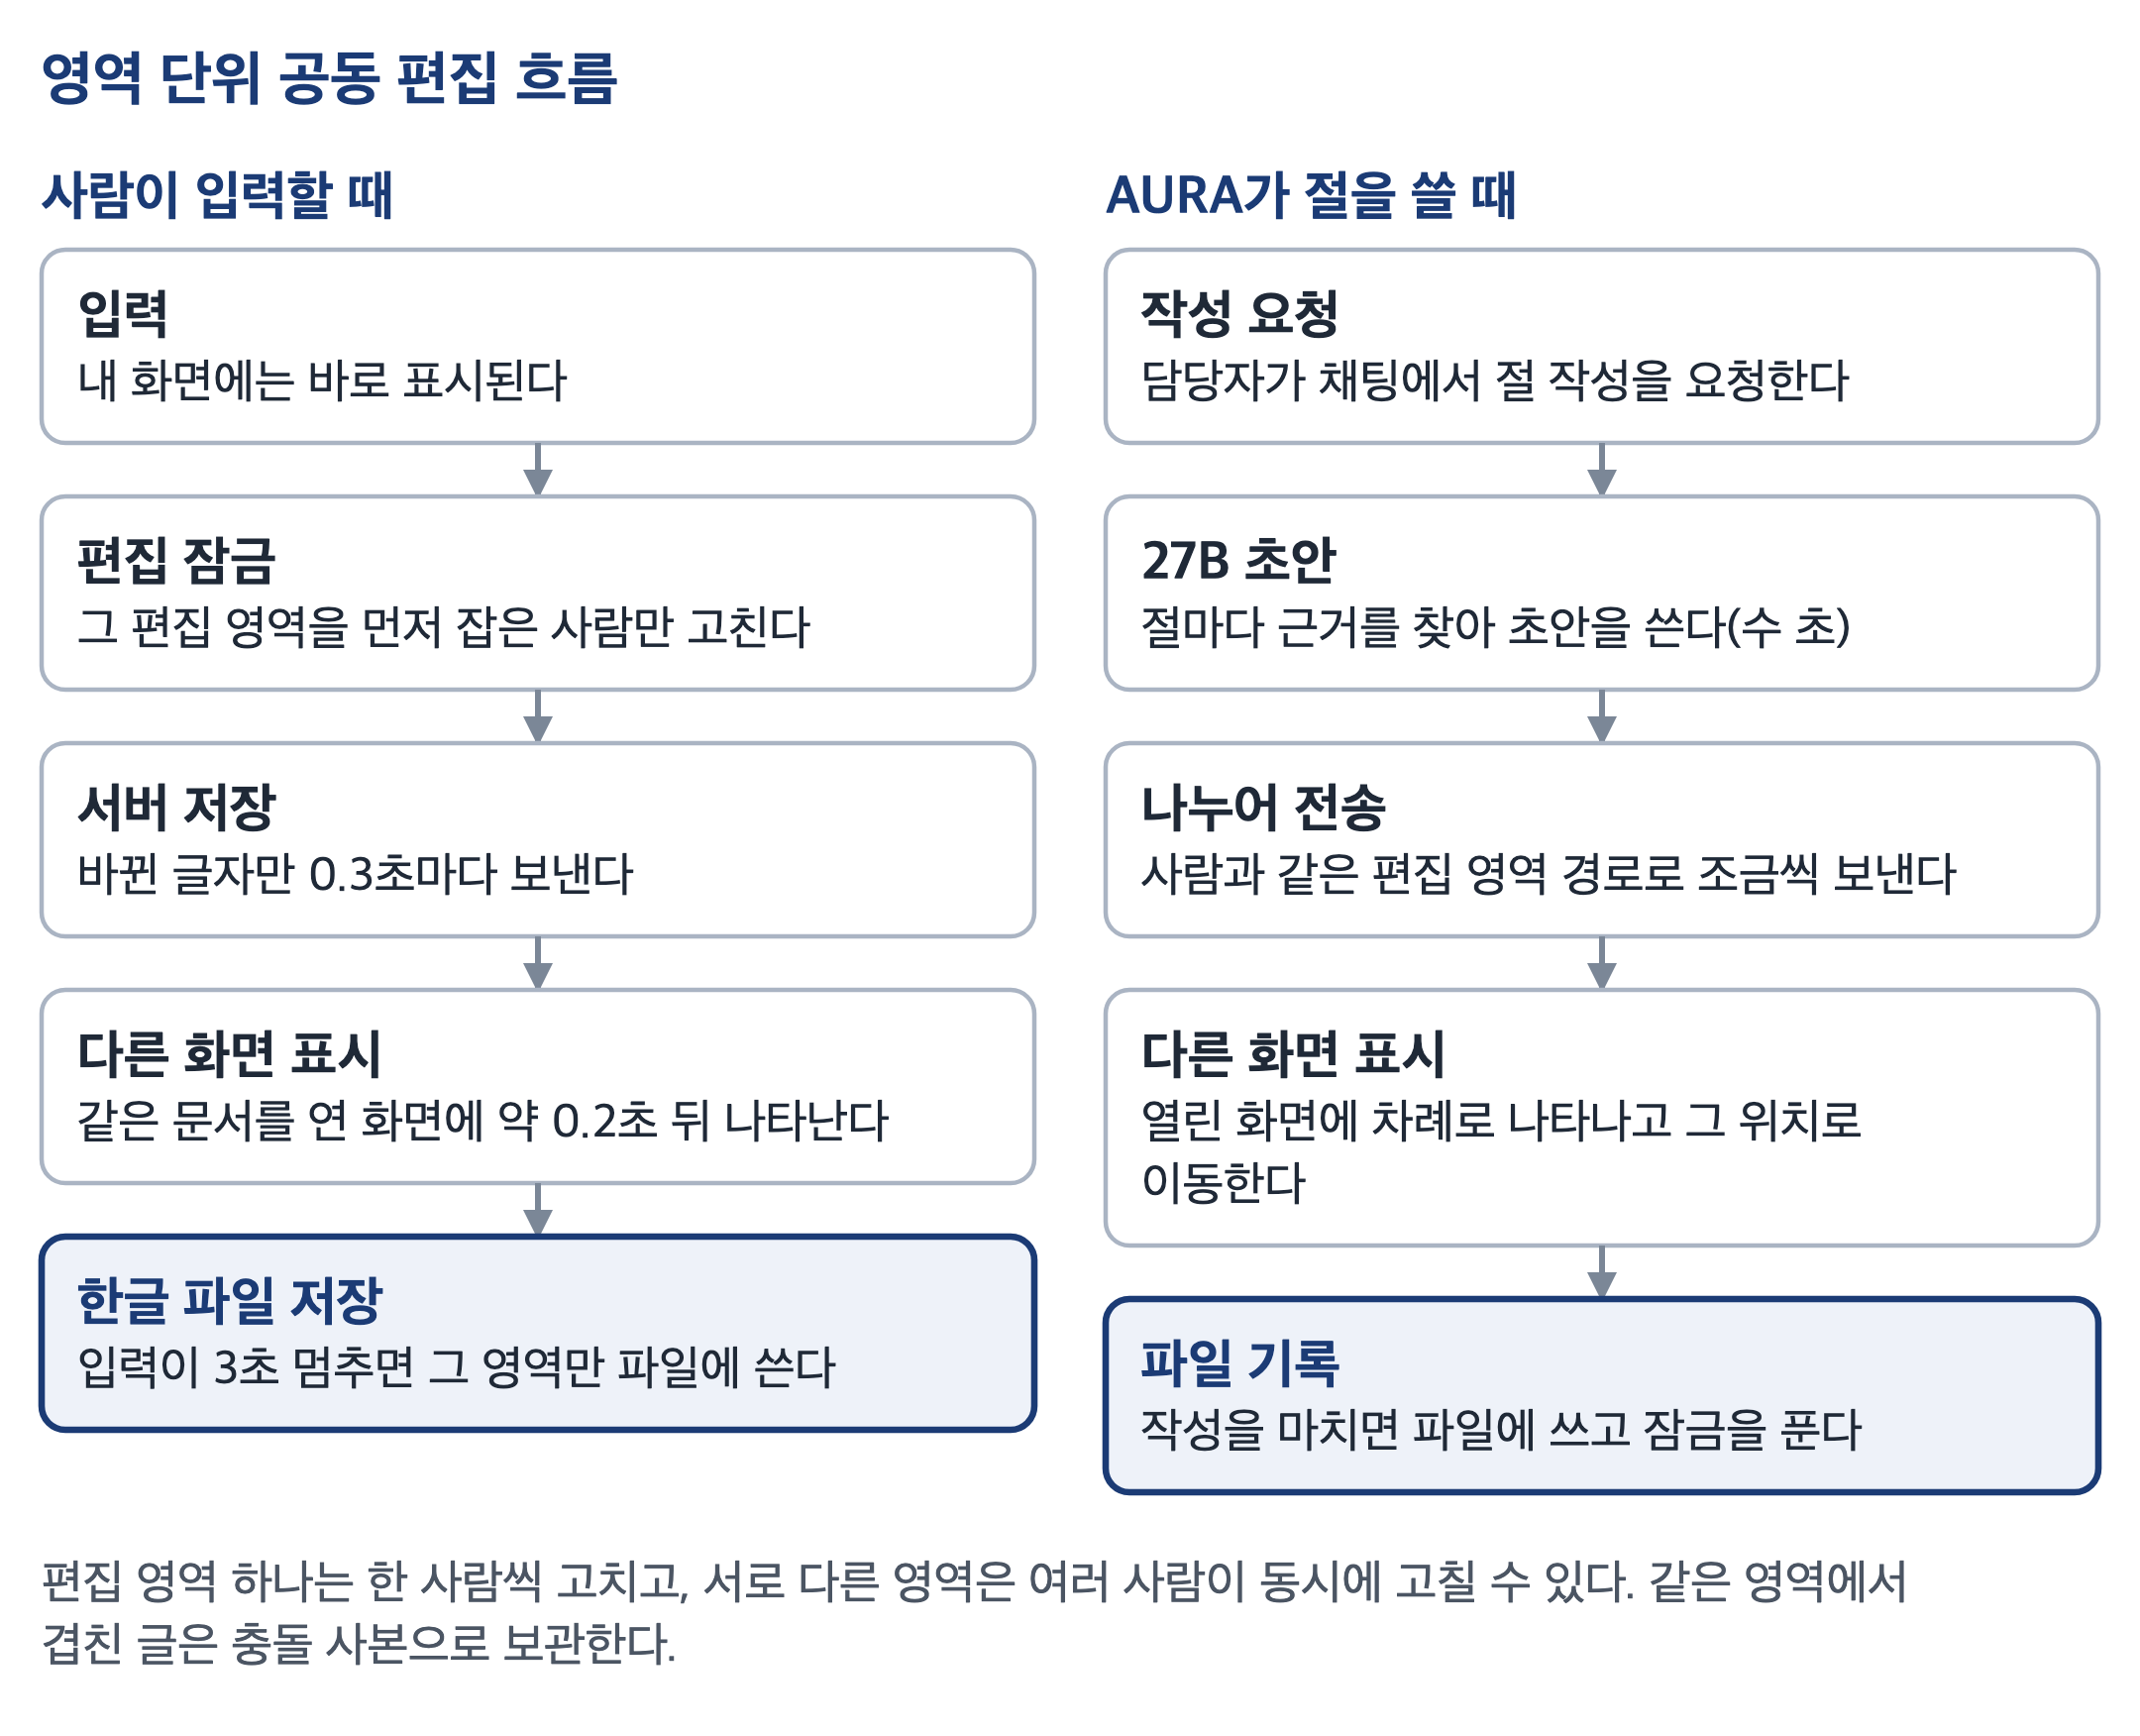 영역 단위 공동 편집 흐름
사람이 입력할 때
입력
내 화면에는 바로 표시된다
편집 잠금
그 편집 영역을 먼저 잡은 사람만 고친다
서버 저장
바뀐 글자만 0.3초마다 보낸다
다른 화면 표시
같은 문서를 연 화면에 약 0.2초 뒤 나타난다
한글 파일 저장
입력이 3초 멈추면 그 영역만 파일에 쓴다
AURA가 절을 쓸 때
작성 요청
담당자가 채팅에서 절 작성을 요청한다
27B 초안
절마다 근거를 찾아 초안을 쓴다(수 초)
나누어 전송
사람과 같은 편집 영역 경로로 조금씩 보낸다
다른 화면 표시
열린 화면에 차례로 나타나고 그 위치로
이동한다
파일 기록
작성을 마치면 파일에 쓰고 잠금을 푼다
편집 영역 하나는 한 사람씩 고치고, 서로 다른 영역은 여러 사람이 동시에 고칠 수 있다. 같은 영역에서
겹친 글은 충돌 사본으로 보관한다.